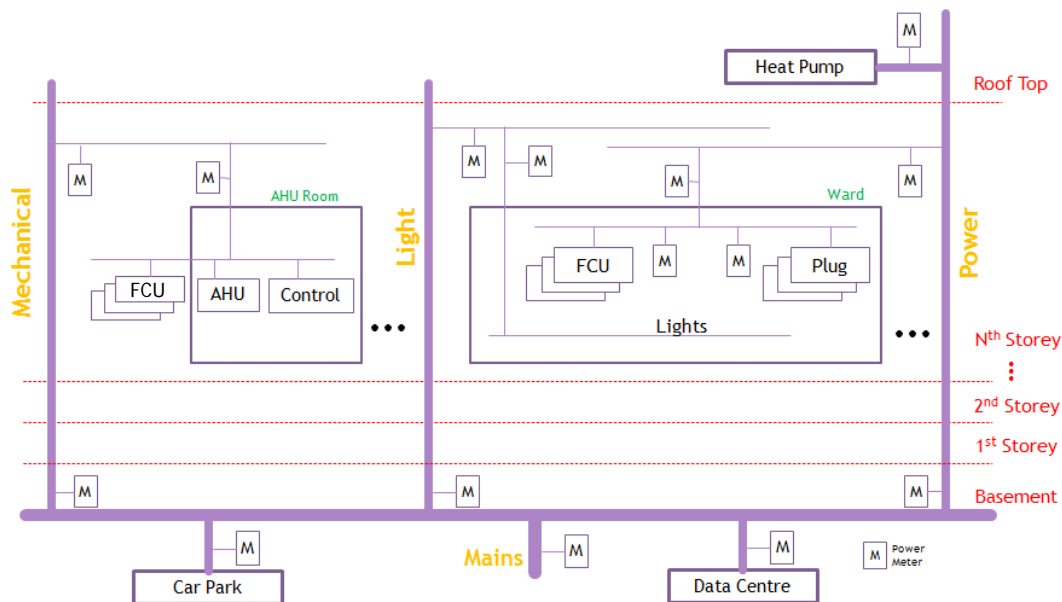 M
Heat Pump
Roof Top
M
M
M
M
M
M
AHU Room
Ward
Mechanical
Light
Power
FCU
AHU
Control
FCU
M
M
Plug
Lights
Nth Storey
2nd Storey
1st Storey
M
M
M
Basement
M
Mains
M
M
M
Power
Meter
Car Park
Data Centre